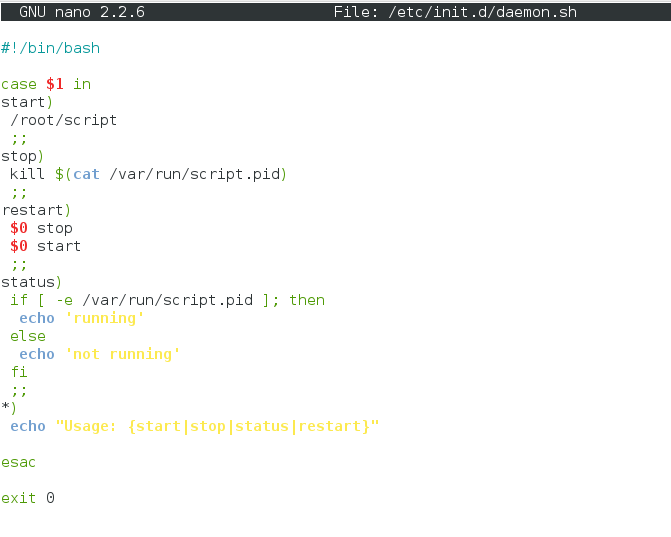 GNU nano 2.2.6 File: /etc/init.d/daemon.sh
#!/bin/bash
case $1 in
start)
/root/script
;;
stop)
kill $(cat /var/run/script.pid)
;;
restart)
$0 stop
$0 start
;;
status)
if [ -e /var/run/script.pid ]; then
echo 'running'
else
echo 'not running'
fi
;;
*)
echo "Usage: {start|stop|status|restart}"
esac
exit 0